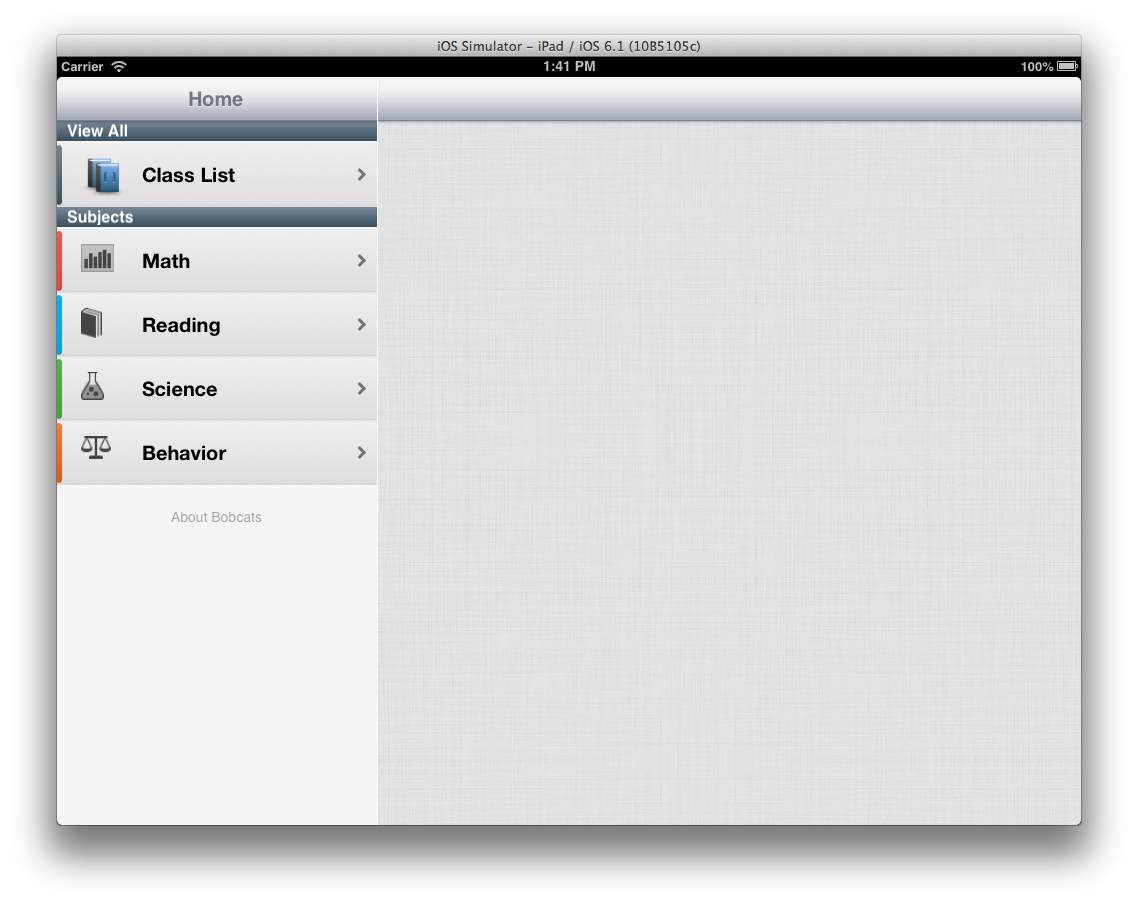 iOS Simulator – iPad / iOS 6.1 (10B5105c)
Carrier 1:41 PM 100%
Home
View All
Class List
Subjects
Math
Reading
Science
Behavior
About Bobcats